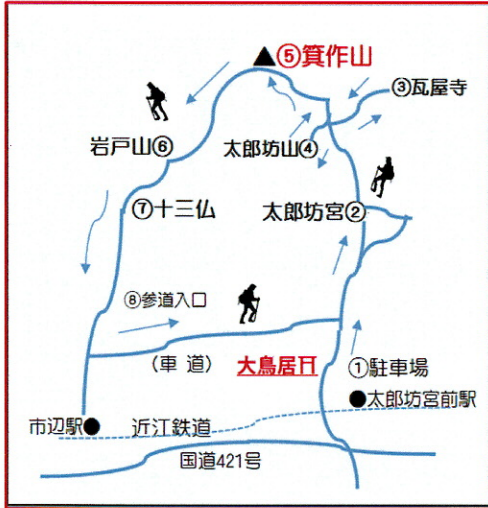 ▲⑤箕作山
③瓦屋寺
岩戸山⑥
太郎坊山④
⑦十三仏
太郎坊宮②
⑧参道入口
(車 道)
大鳥居⛩
①駐車場
●太郎坊宮前駅
市辺駅●
近江鉄道
国道421号